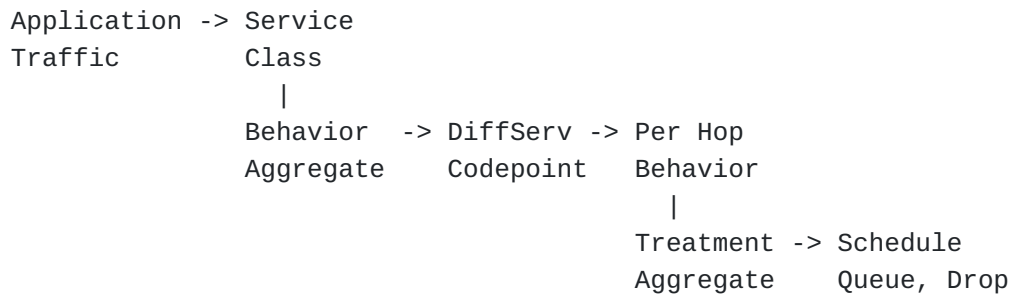 Application -> Service
Traffic        Class
                 |
               Behavior  -> DiffServ -> Per Hop
               Aggregate    Codepoint   Behavior
                                          |
                                        Treatment -> Schedule
                                        Aggregate    Queue, Drop